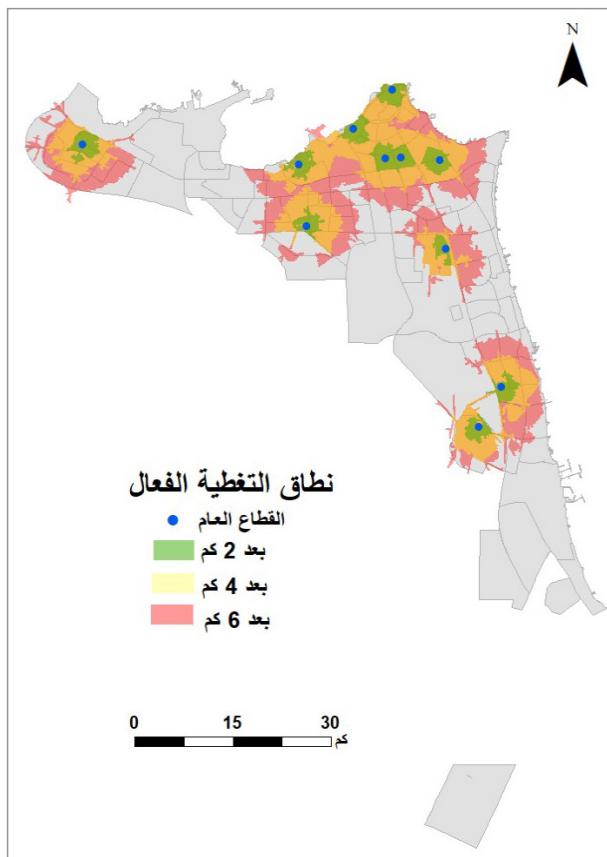 N
نطاق التغطية الفعال
القطاع العام
بعد 2 كم
بعد 4 كم
بعد 6 كم
0 15 30
كم